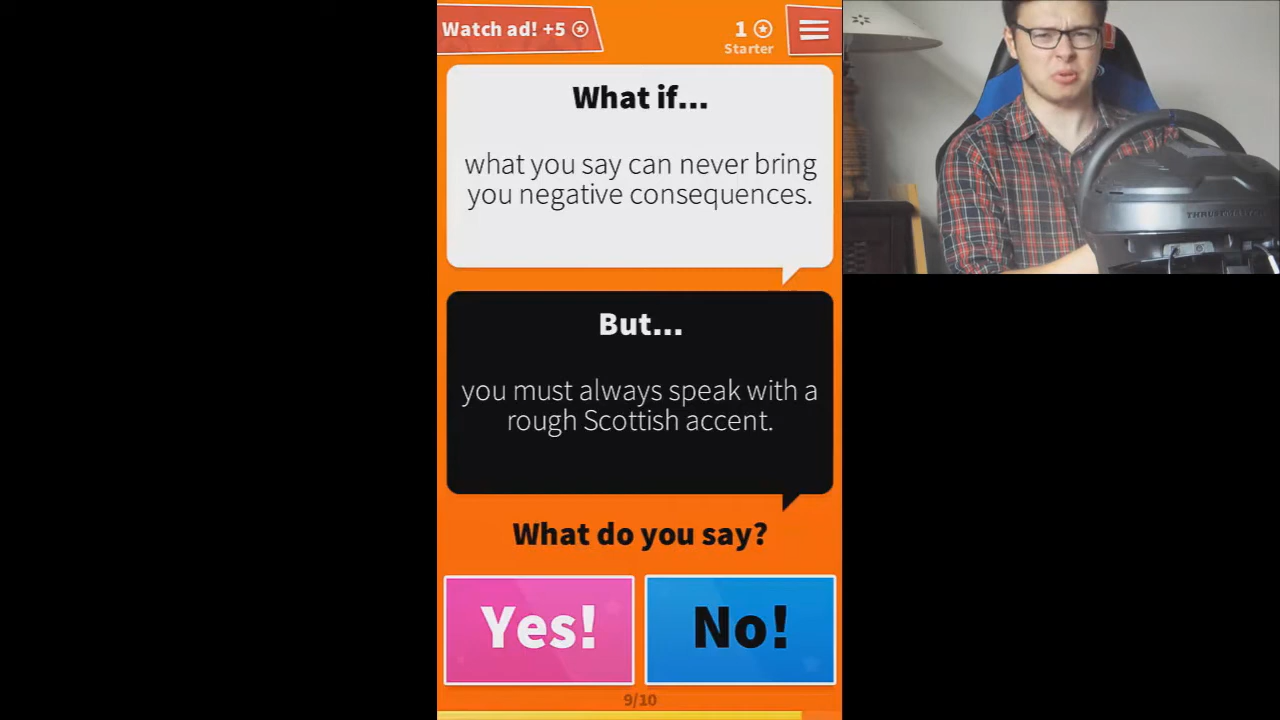 Watch ad! +5
1
Starter
What if...
what you say can never bring
you negative consequences.
But...
you must always speak with a
rough Scottish accent.
What do you say?
Yes! No!
9/10
THRUSTMASTER